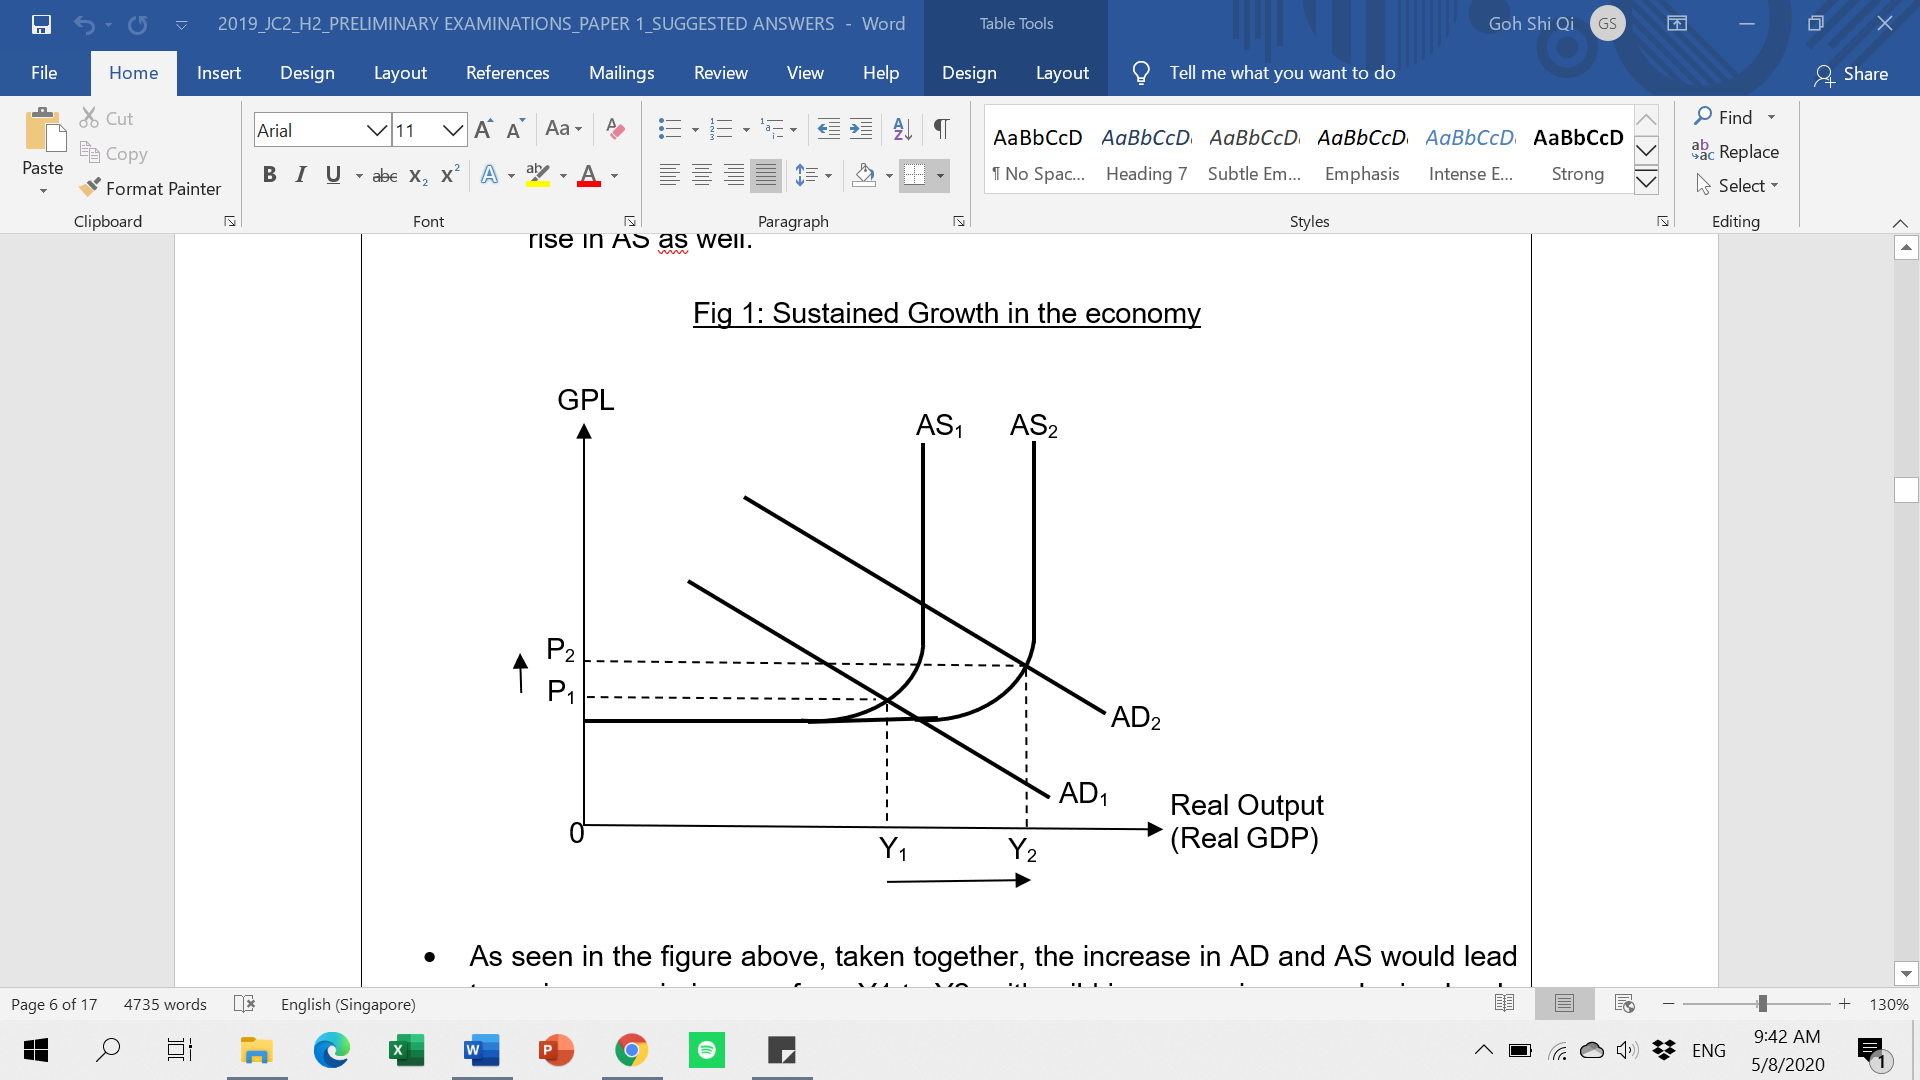 2019_JC2_H2_PRELIMINARY EXAMINATIONS_PAPER 1_SUGGESTED ANSWERS - Word
Table Tools
Goh Shi Qi
GS
File Home Insert Design Layout References Mailings Review View Help Design Layout Tell me what you want to do Share
Paste
Cut
Copy
Format Painter
Clipboard
Arial 11
Font
Paragraph
AaBbCcD AaBbCcDı AaBbCcDı AaBbCcDı AaBbCcDı AaBbCcD
¶ No Spac... Heading 7 Subtle Em... Emphasis Intense E... Strong
Styles
Find
Replace
Select
Editing
rise in AS as well.
Fig 1: Sustained Growth in the economy
GPL
AS1 AS2
P2
P1
AD2
AD1
Real Output
(Real GDP)
0
Y1 Y2
• As seen in the figure above, taken together, the increase in AD and AS would lead
Page 6 of 17 4735 words English (Singapore) 130%
ENG
9:42 AM
5/8/2020
1